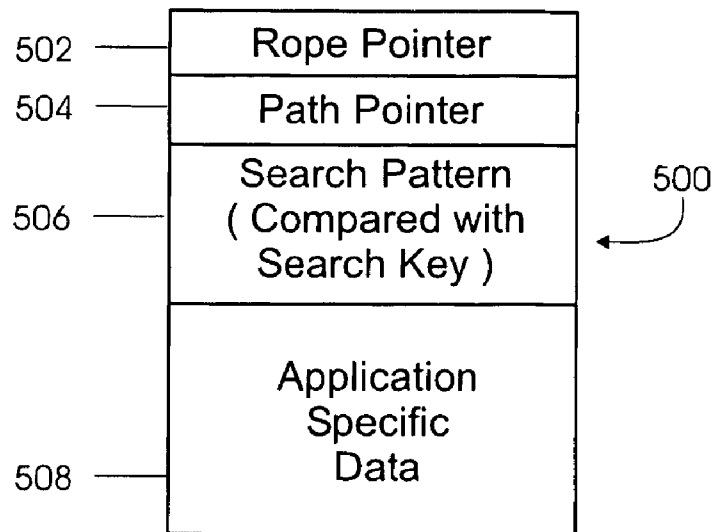 502
Rope Pointer
504
Path Pointer
506
Search Pattern
( Compared with
Search Key )
500
Application
Specific
Data
508